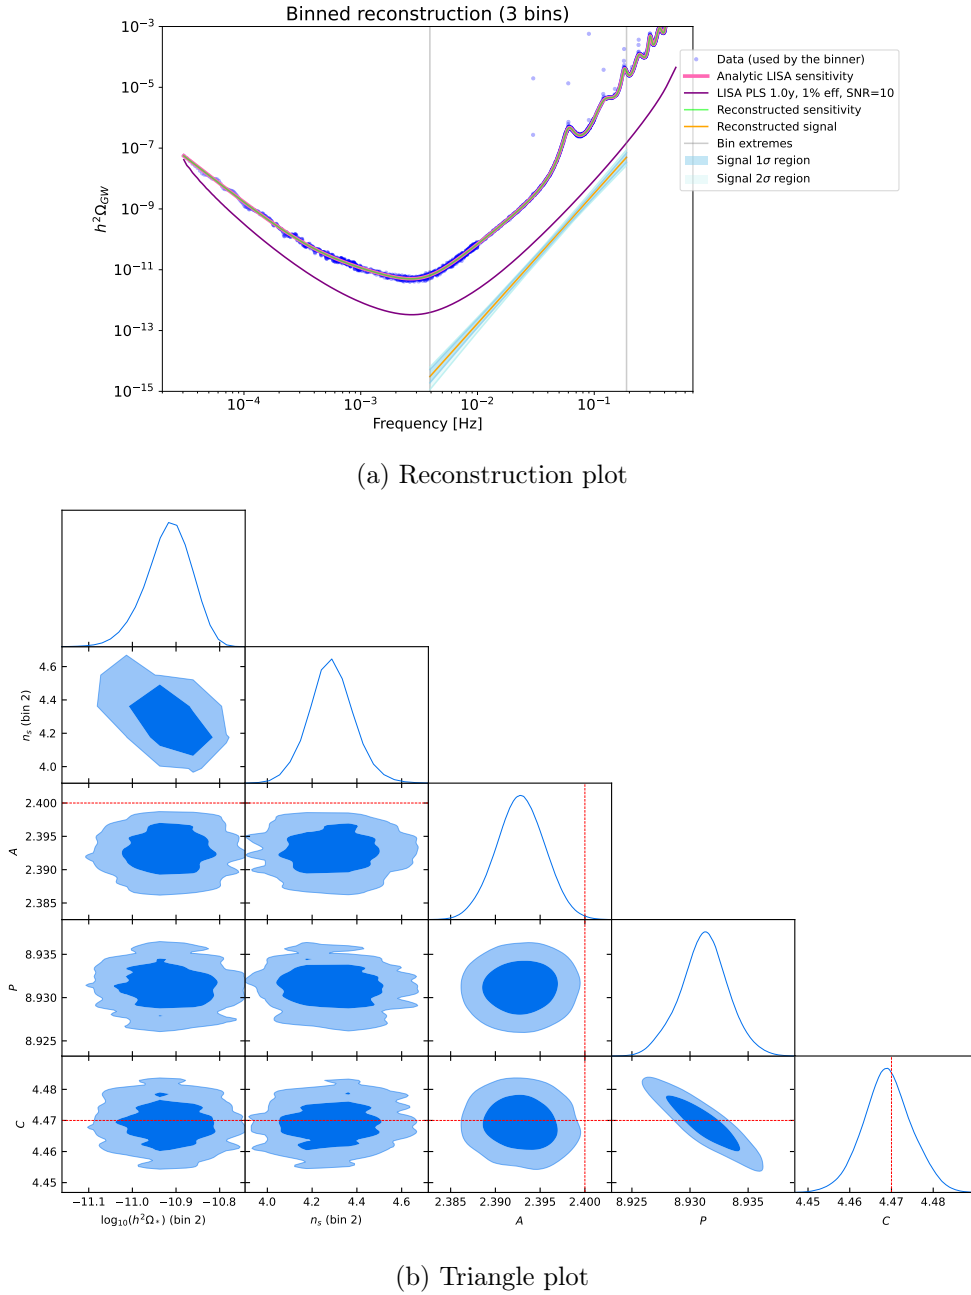 Binned reconstruction (3 bins)
10⁻³
10⁻⁵
10⁻⁷
10⁻⁹
10⁻¹¹
10⁻¹³
10⁻¹⁵
h²Ω_GW
10⁻⁴
10⁻³
10⁻²
10⁻¹
Frequency [Hz]
Data (used by the binner)
Analytic LISA sensitivity
LISA PLS 1.0y, 1% eff, SNR=10
Reconstructed sensitivity
Reconstructed signal
Bin extremes
Signal 1σ region
Signal 2σ region
(a) Reconstruction plot
4.6
4.4
4.2
4.0
n_s (bin 2)
2.400
2.395
2.390
2.385
A
8.935
8.930
8.925
P
4.48
4.47
4.46
4.45
C
−11.1
−11.0
−10.9
−10.8
log₁₀(h²Ω_*) (bin 2)
4.0
4.2
4.4
4.6
n_s (bin 2)
2.385
2.390
2.395
2.400
A
8.925
8.930
8.935
P
4.45
4.46
4.47
4.48
C
(b) Triangle plot